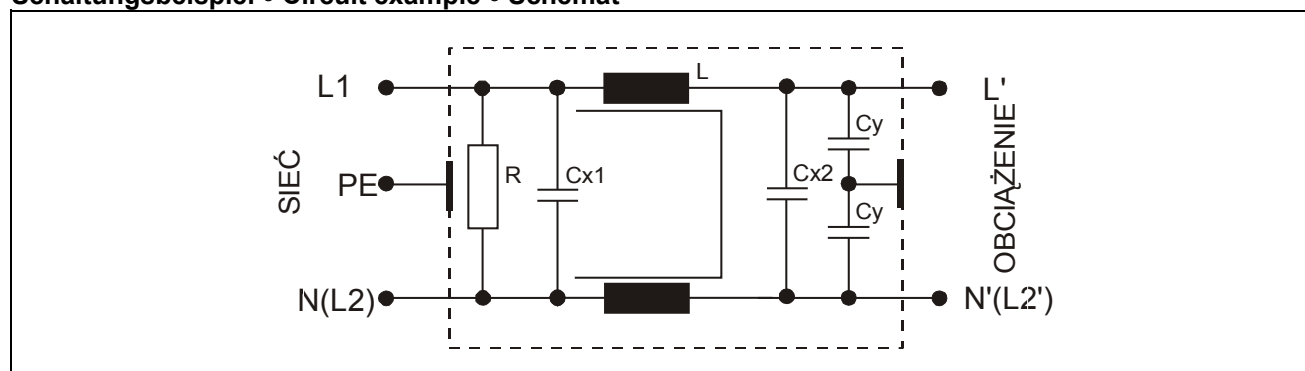 Schaltungsbeispiel • Circuit example • Schemat
L1
L
L'
Cy
SIEĆ
PE
R
Cx1
Cx2
Cy
OBCIĄŻENIE
N(L2)
N'(L2')